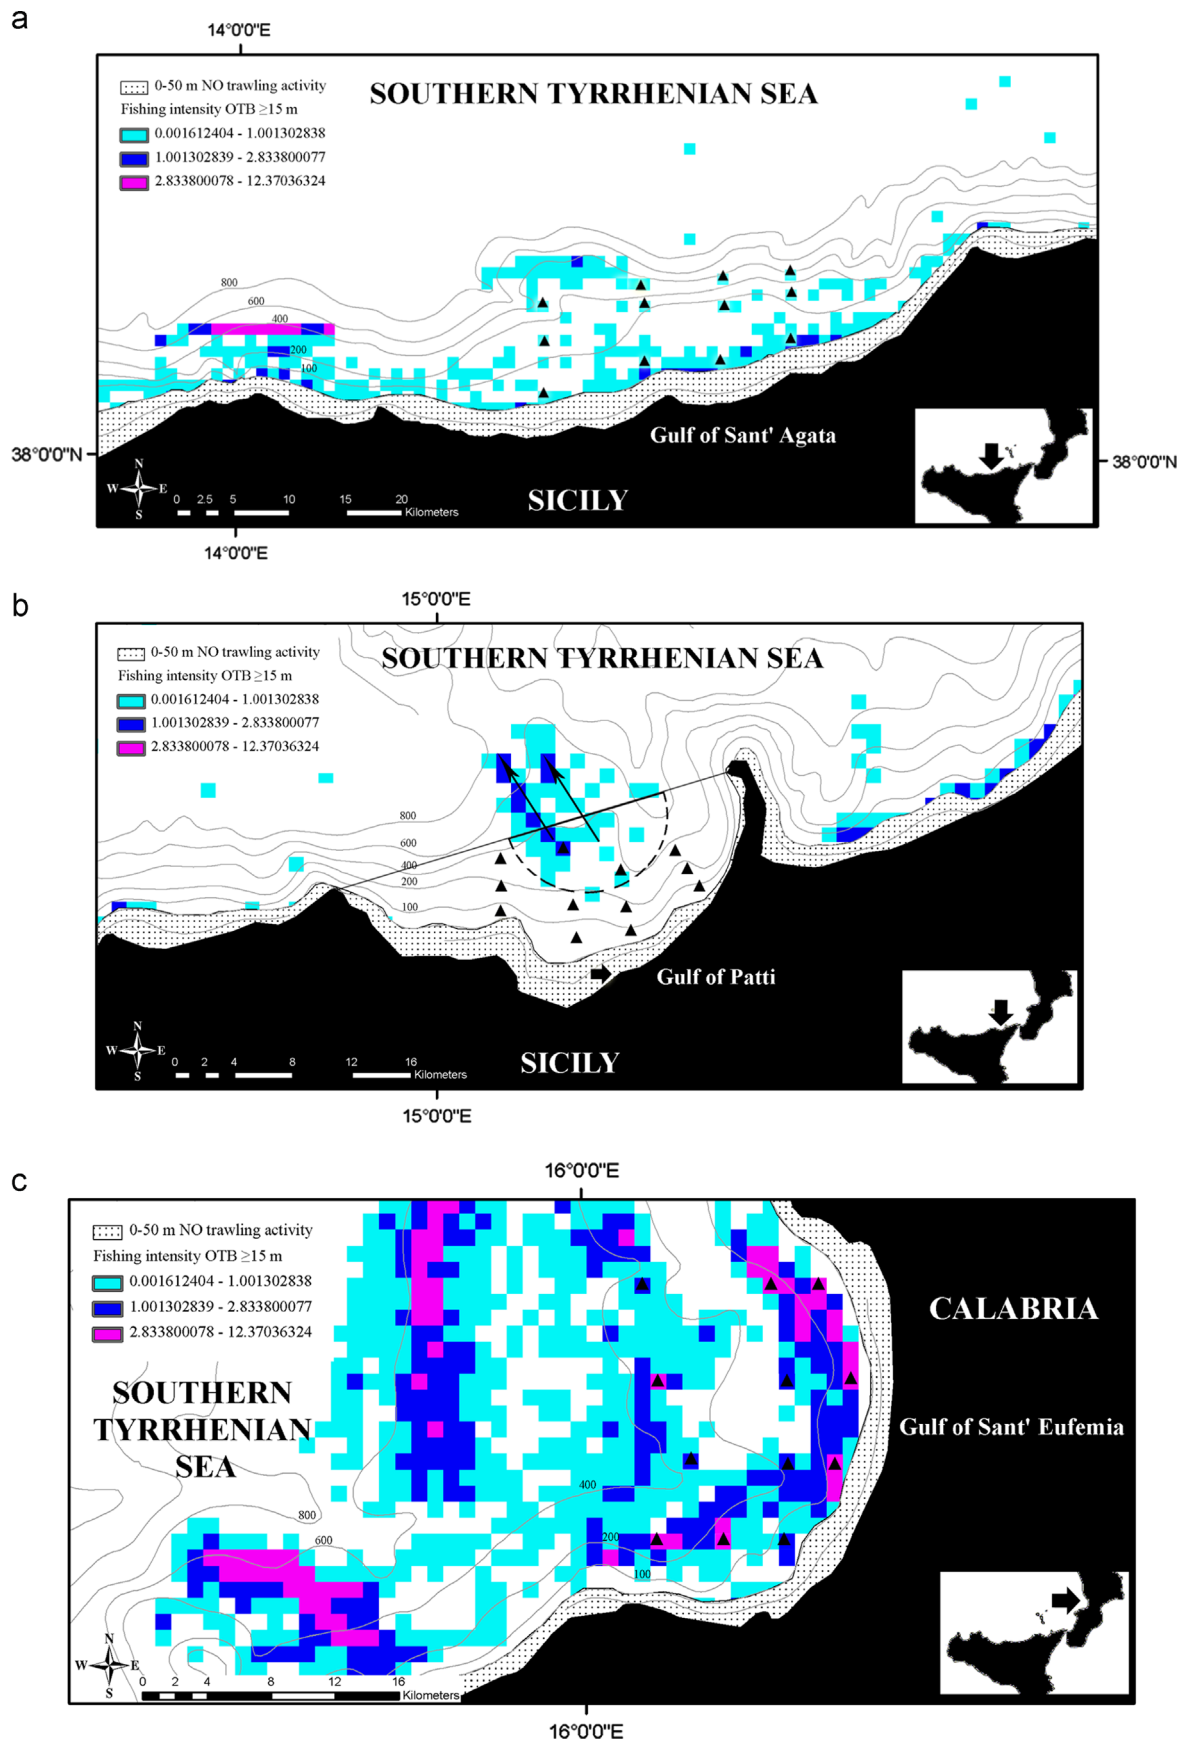 a
14°0'0"E
0-50 m NO trawling activity
Fishing intensity OTB ≥15 m
0.001612404 - 1.001302838
1.001302839 - 2.833800077
2.833800078 - 12.37036324
SOUTHERN TYRRHENIAN SEA
800
600
400
200
100
Gulf of Sant' Agata
38°0'0"N
38°0'0"N
N
W E
S
0 2.5 5 10 15 20
Kilometers
SICILY
14°0'0"E
b
15°0'0"E
0-50 m NO trawling activity
Fishing intensity OTB ≥15 m
0.001612404 - 1.001302838
1.001302839 - 2.833800077
2.833800078 - 12.37036324
SOUTHERN TYRRHENIAN SEA
800
600
400
200
100
Gulf of Patti
N
W E
S
0 2 4 8 12 16
Kilometers
SICILY
15°0'0"E
c
16°0'0"E
0-50 m NO trawling activity
Fishing intensity OTB ≥15 m
0.001612404 - 1.001302838
1.001302839 - 2.833800077
2.833800078 - 12.37036324
CALABRIA
SOUTHERN
TYRRHENIAN
SEA
Gulf of Sant' Eufemia
400
800
600
200
100
N
W E
S
0 2 4 8 12 16
Kilometers
16°0'0"E